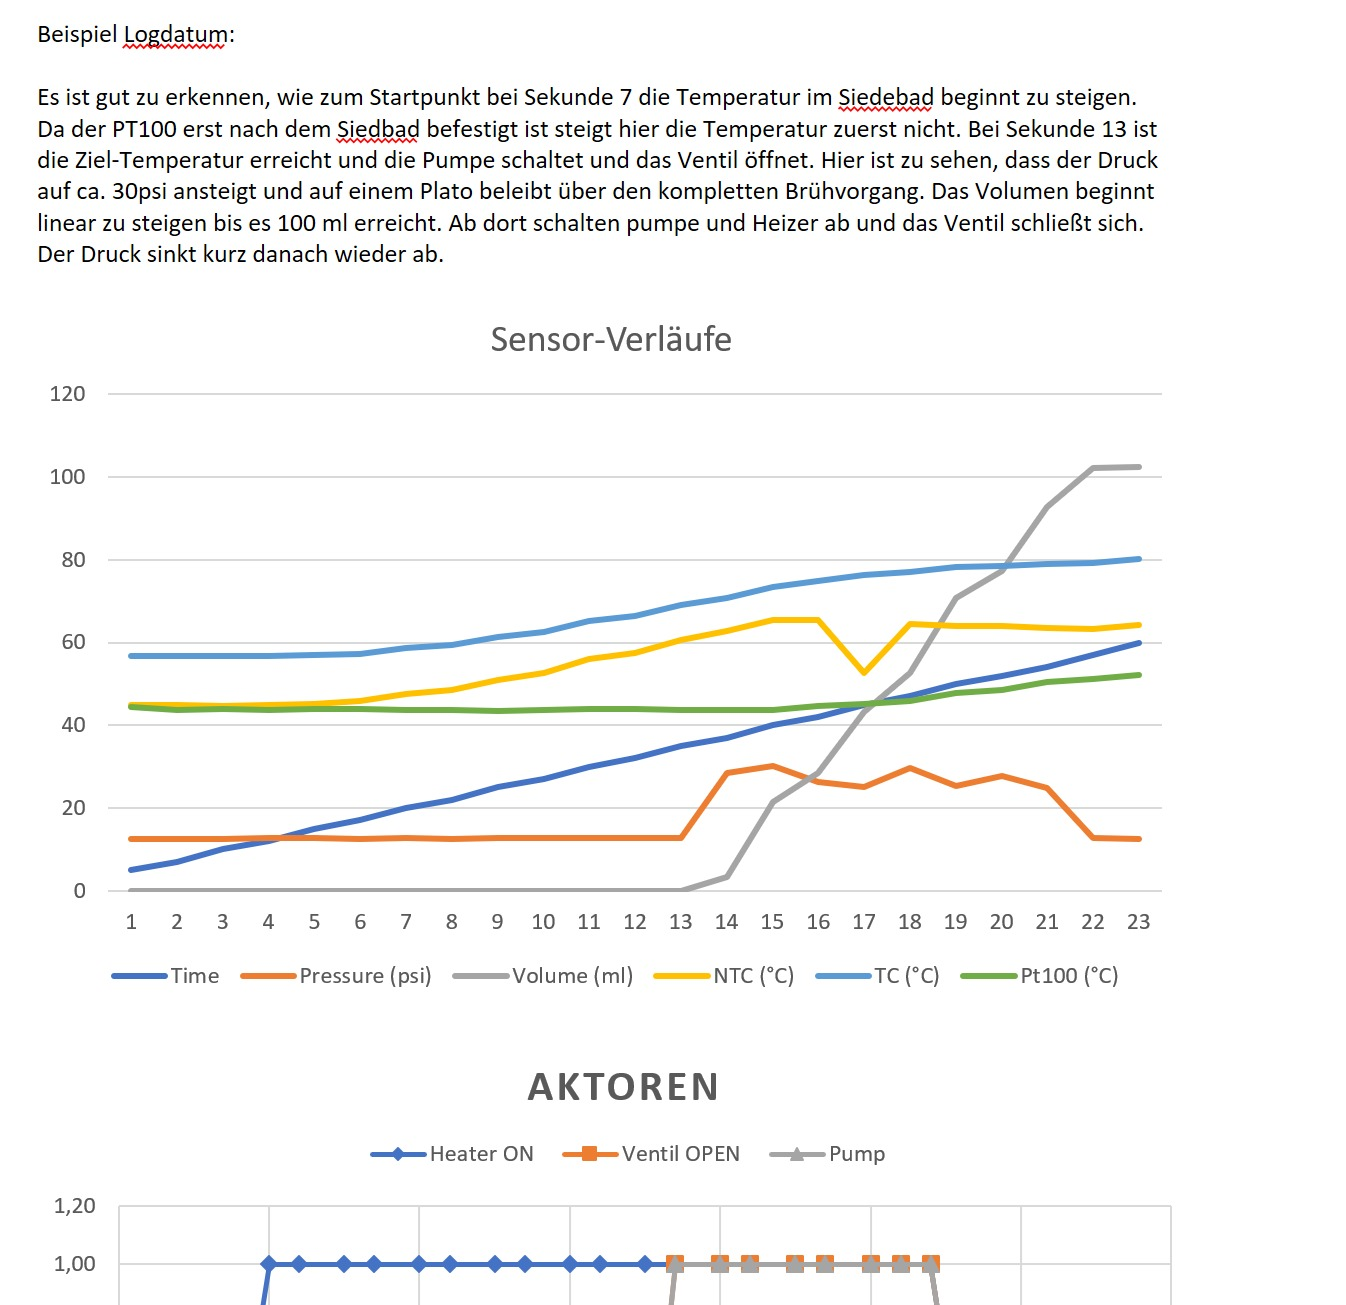 Beispiel Logdatum:
Es ist gut zu erkennen, wie zum Startpunkt bei Sekunde 7 die Temperatur im Siedebad beginnt zu steigen.
Da der PT100 erst nach dem Siedbad befestigt ist steigt hier die Temperatur zuerst nicht. Bei Sekunde 13 ist
die Ziel-Temperatur erreicht und die Pumpe schaltet und das Ventil öffnet. Hier ist zu sehen, dass der Druck
auf ca. 30psi ansteigt und auf einem Plato beleibt über den kompletten Brühvorgang. Das Volumen beginnt
linear zu steigen bis es 100 ml erreicht. Ab dort schalten pumpe und Heizer ab und das Ventil schließt sich.
Der Druck sinkt kurz danach wieder ab.
Sensor-Verläufe
120
100
80
60
40
20
0
1 2 3 4 5 6 7 8 9 10 11 12 13 14 15 16 17 18 19 20 21 22 23
Time Pressure (psi) Volume (ml) NTC (°C) TC (°C) Pt100 (°C)
AKTOREN
Heater ON Ventil OPEN Pump
1,20
1,00